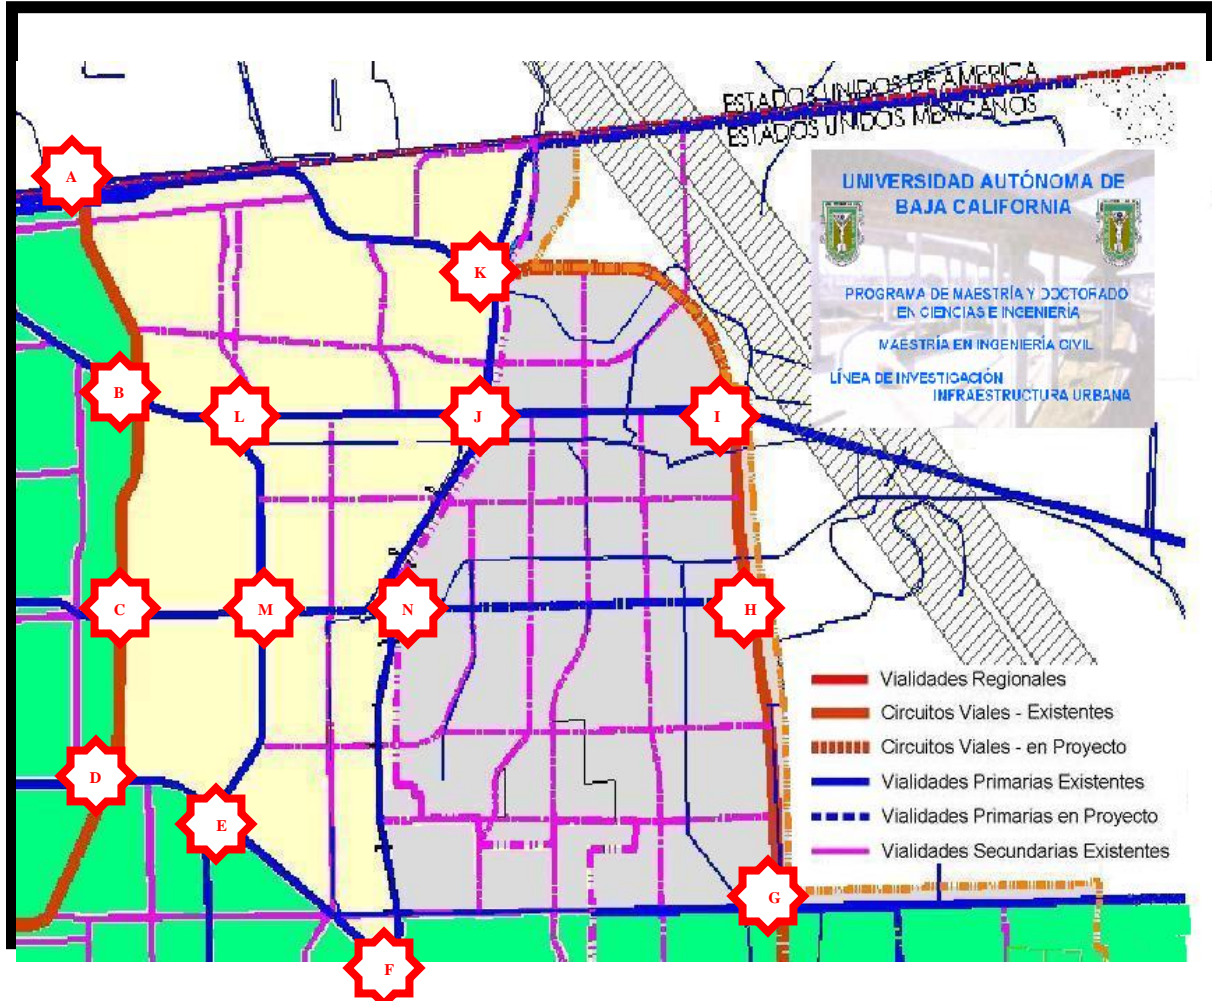 ESTADOS UNIDOS DE AMERICA
ESTADOS UNIDOS MEXICANOS
A
UNIVERSIDAD AUTÓNOMA DE
BAJA CALIFORNIA
K
PROGRAMA DE MAESTRÍA Y DOCTORADO
EN CIENCIAS E INGENIERÍA
MAESTRÍA EN INGENIERÍA CIVIL
LÍNEA DE INVESTIGACIÓN
INFRAESTRUCTURA URBANA
B
L
J
I
C
M
N
H
Vialidades Regionales
Circuitos Viales - Existentes
Circuitos Viales - en Proyecto
Vialidades Primarias Existentes
Vialidades Primarias en Proyecto
Vialidades Secundarias Existentes
D
E
G
F